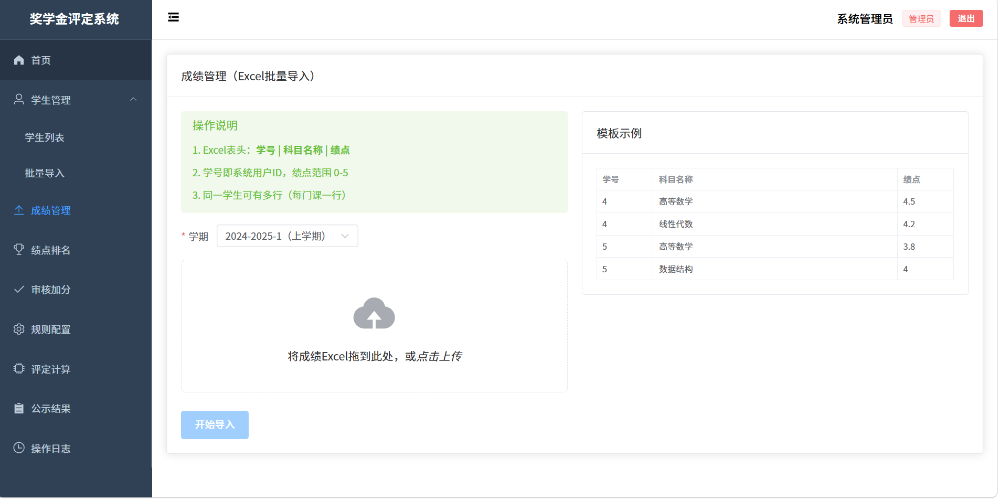 奖学金评定系统
系统管理员 管理员 退出
首页
学生管理
学生列表
批量导入
成绩管理
绩点排名
审核加分
规则配置
评定计算
公示结果
操作日志
成绩管理（Excel批量导入）
操作说明
1. Excel表头：学号 | 科目名称 | 绩点
2. 学号即系统用户ID，绩点范围 0-5
3. 同一学生可有多行（每门课一行）
* 学期 2024-2025-1（上学期）
将成绩Excel拖到此处，或点击上传
开始导入
模板示例
学号 科目名称 绩点
4 高等数学 4.5
4 线性代数 4.2
5 高等数学 3.8
5 数据结构 4